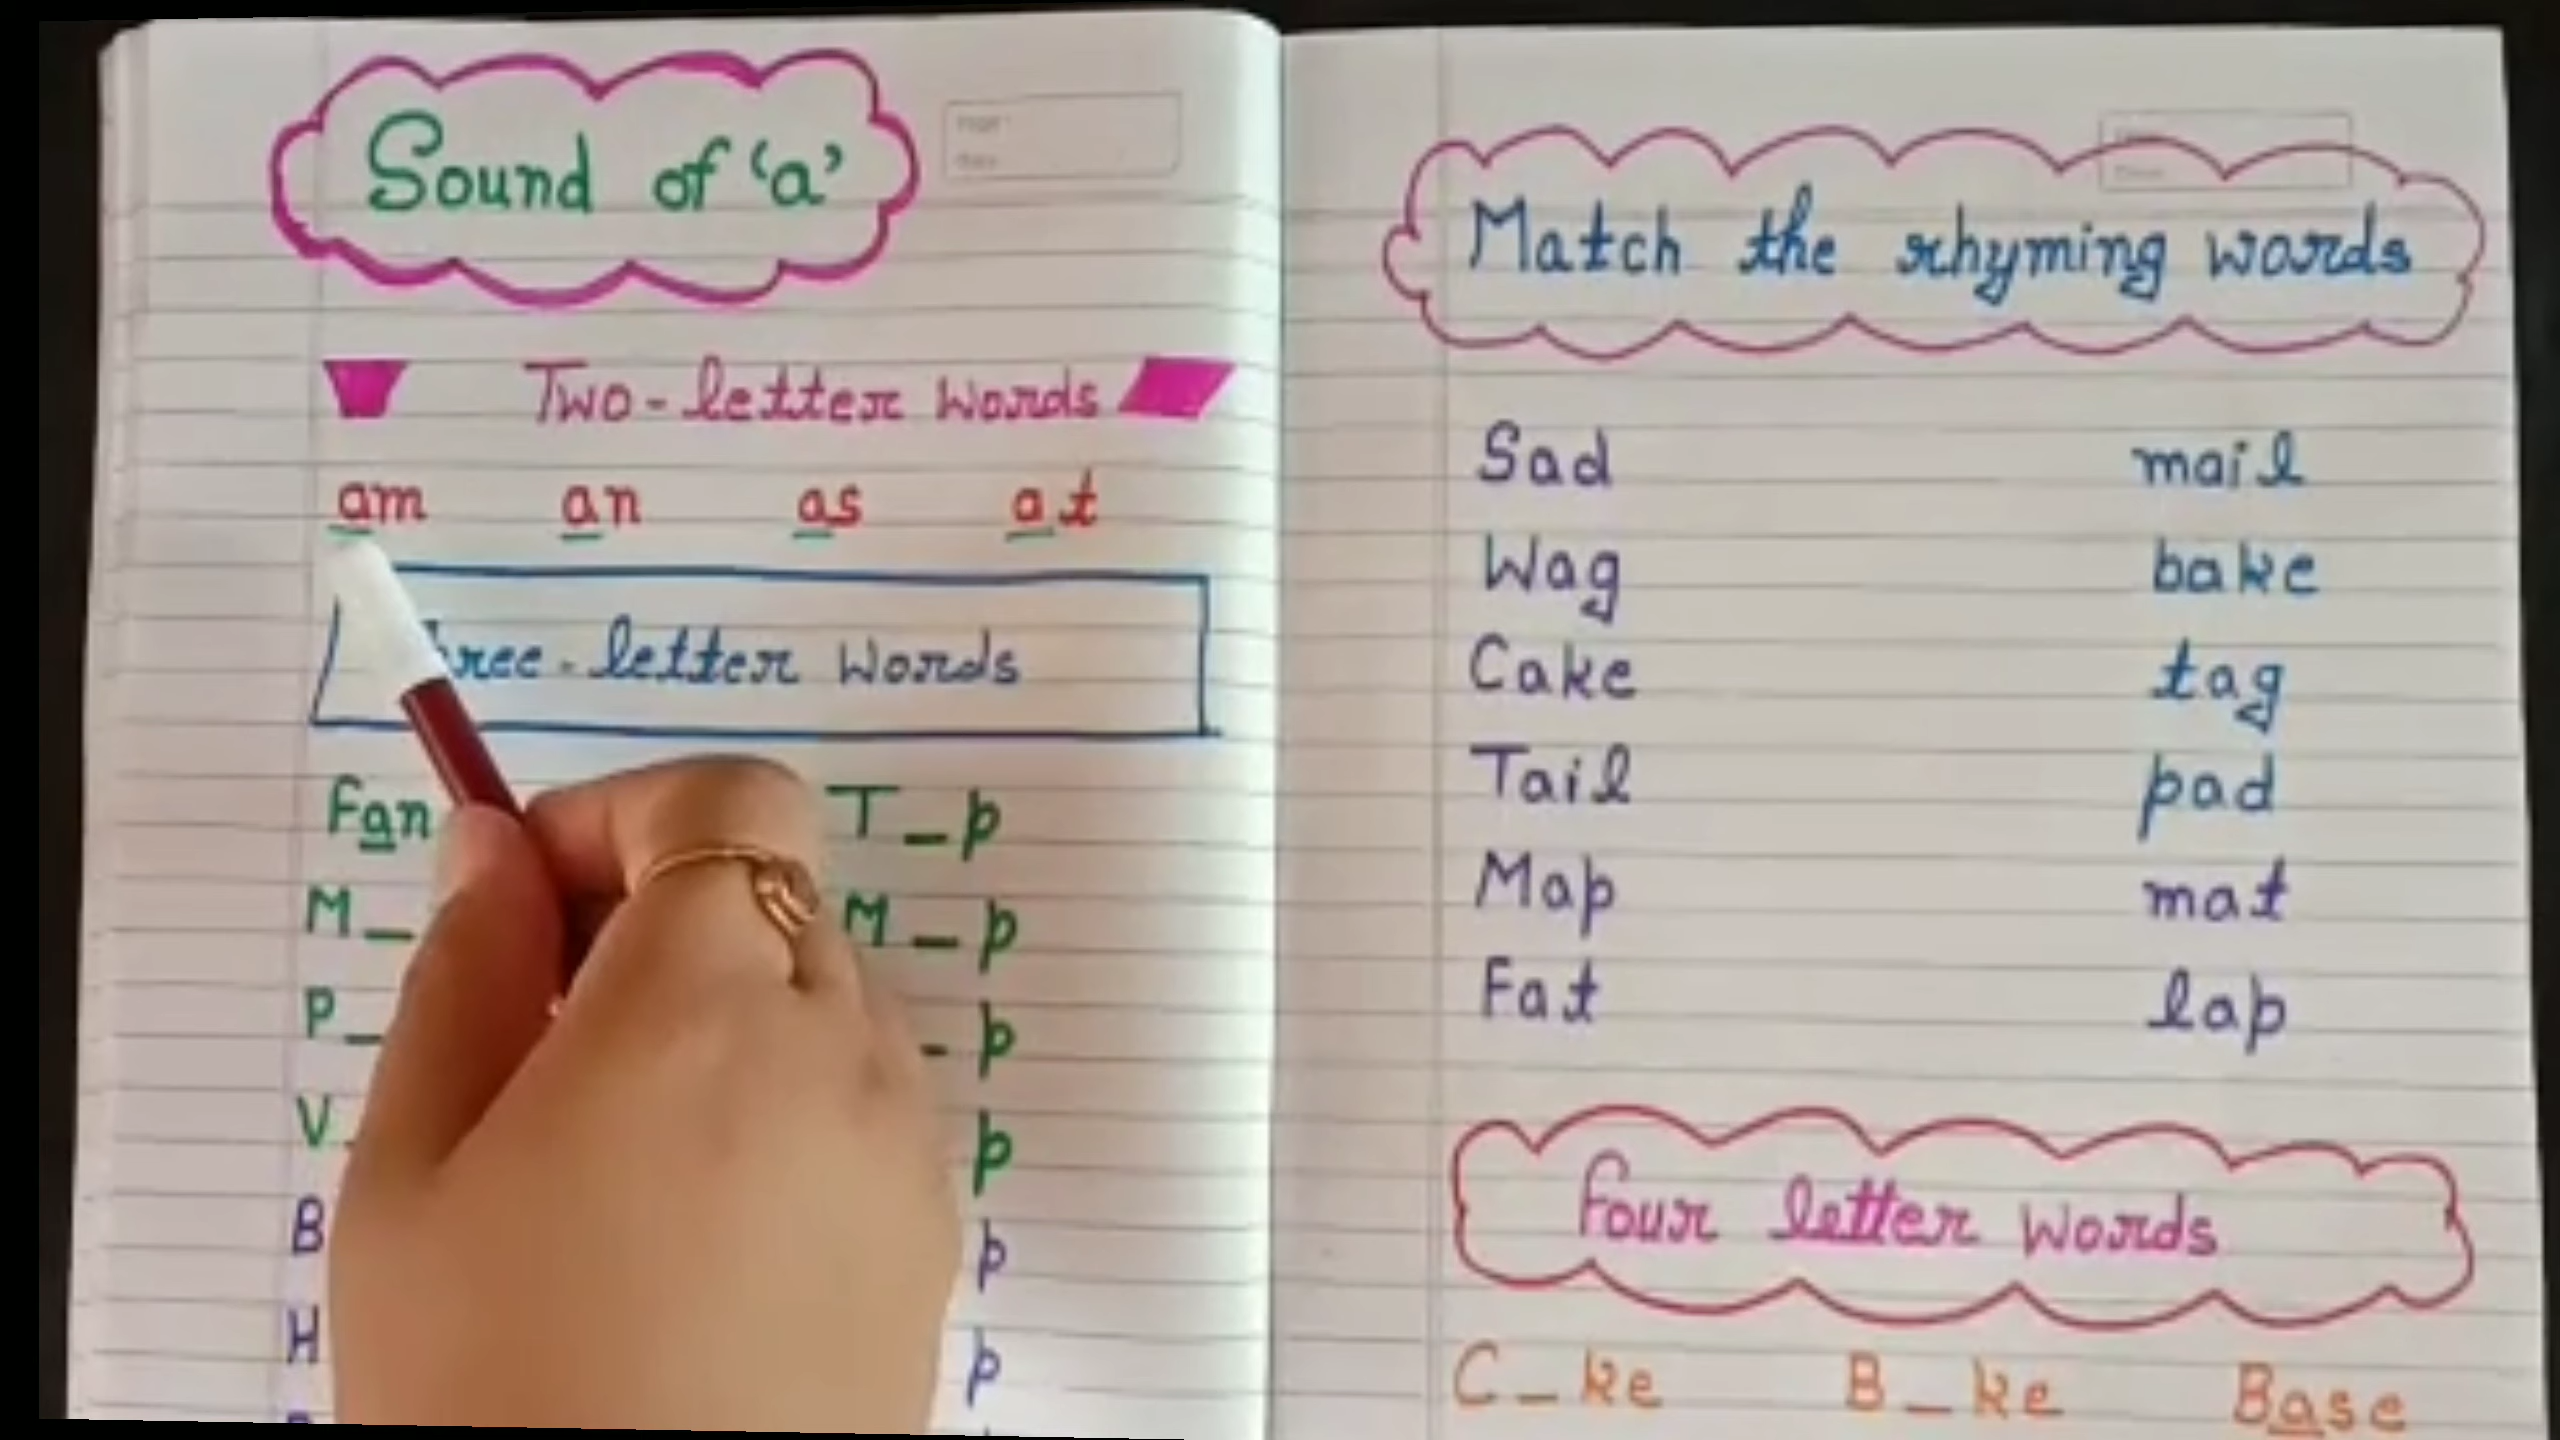 Sound of 'a'
Two-letter words
am an as at
letter words
Fan T_p
M_ M_p
P_ _p
V p
B p
H p
Match the rhyming words
Sad mail
Wag bake
Cake tag
Tail pad
Map mat
Fat lap
Four letter words
C_ke B_ke Base